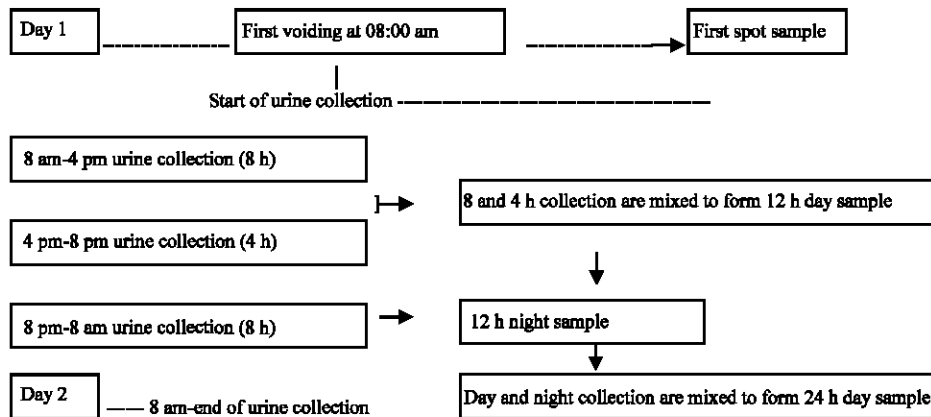 Day 1
First voiding at 08:00 am
First spot sample
Start of urine collection
8 am-4 pm urine collection (8 h)
8 and 4 h collection are mixed to form 12 h day sample
4 pm-8 pm urine collection (4 h)
8 pm-8 am urine collection (8 h)
12 h night sample
Day 2
8 am-end of urine collection
Day and night collection are mixed to form 24 h day sample